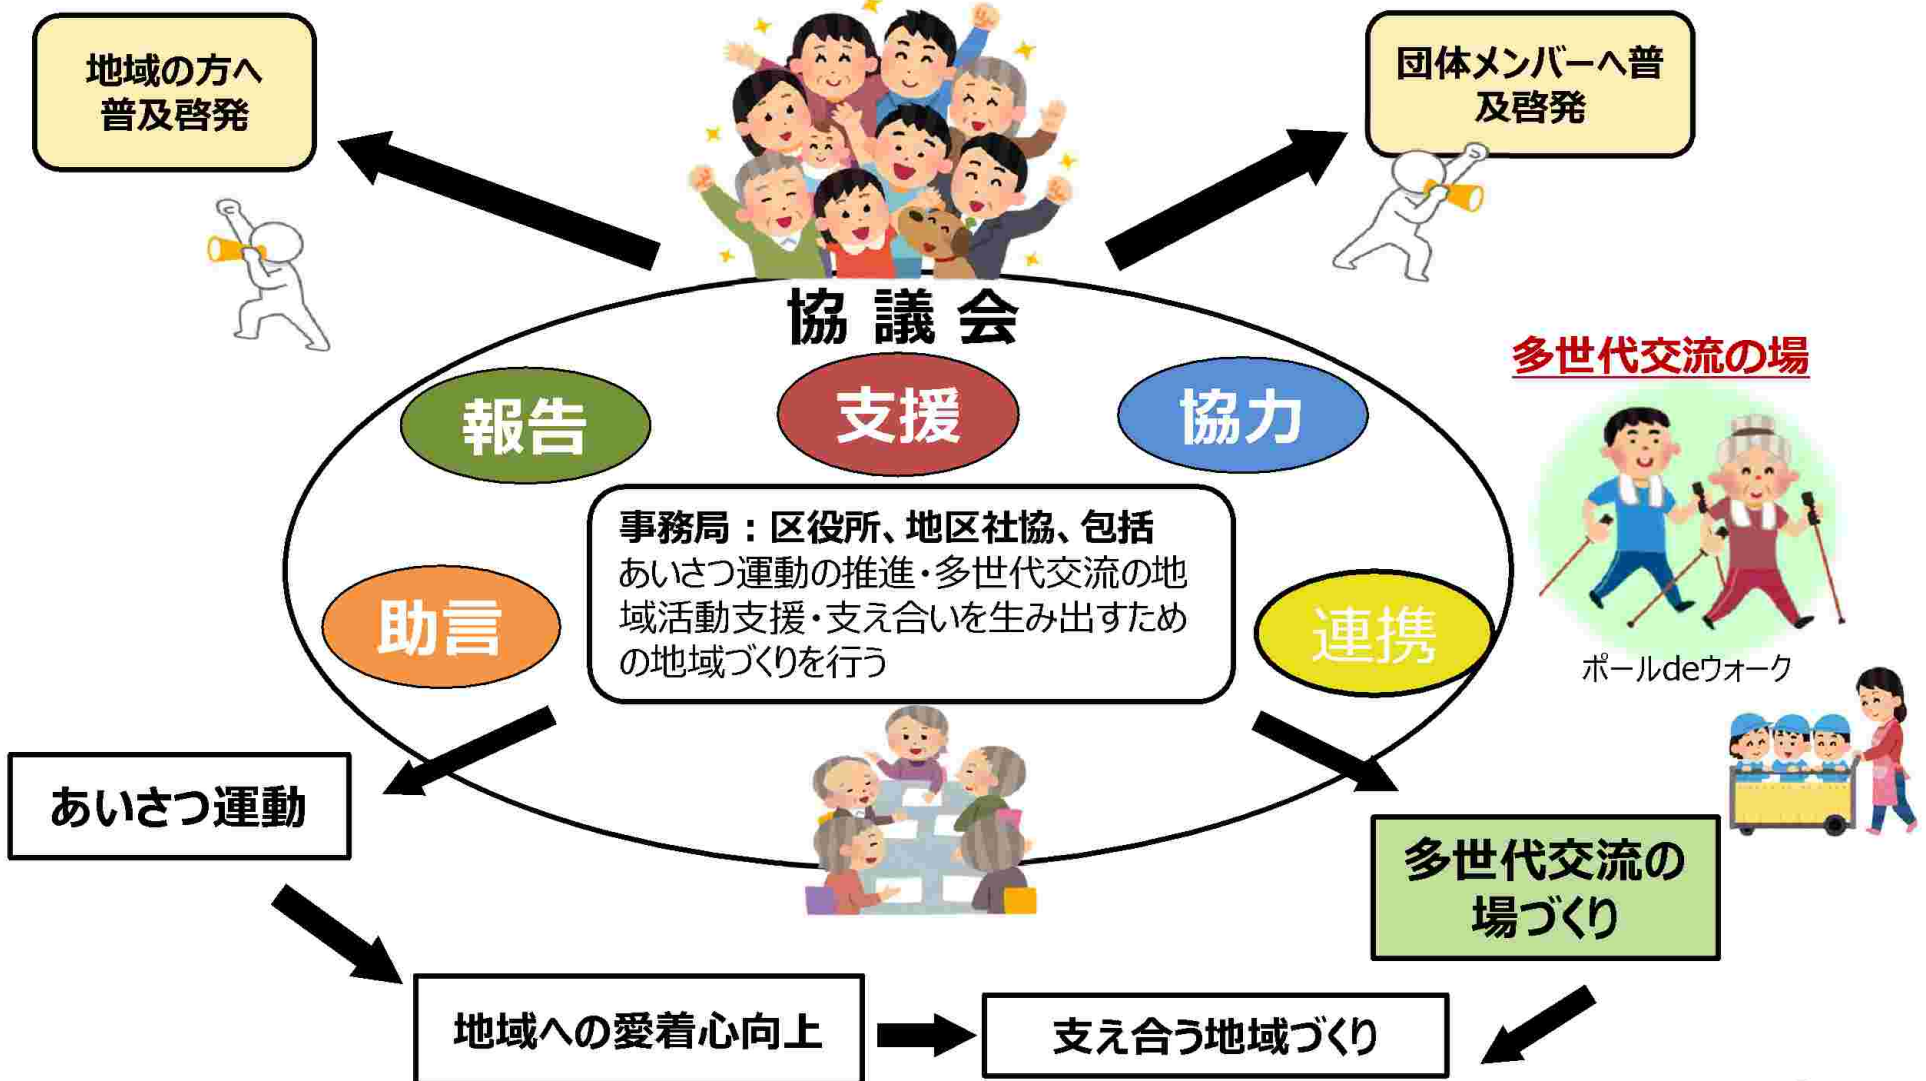 地域の方へ
普及啓発
団体メンバーへ普
及啓発
協議会
報告
支援
協力
助言
連携
事務局：区役所、地区社協、包括
あいさつ運動の推進・多世代交流の地
域活動支援・支え合いを生み出すため
の地域づくりを行う
多世代交流の場
ポールdeウォーク
あいさつ運動
多世代交流の
場づくり
地域への愛着心向上
支え合う地域づくり